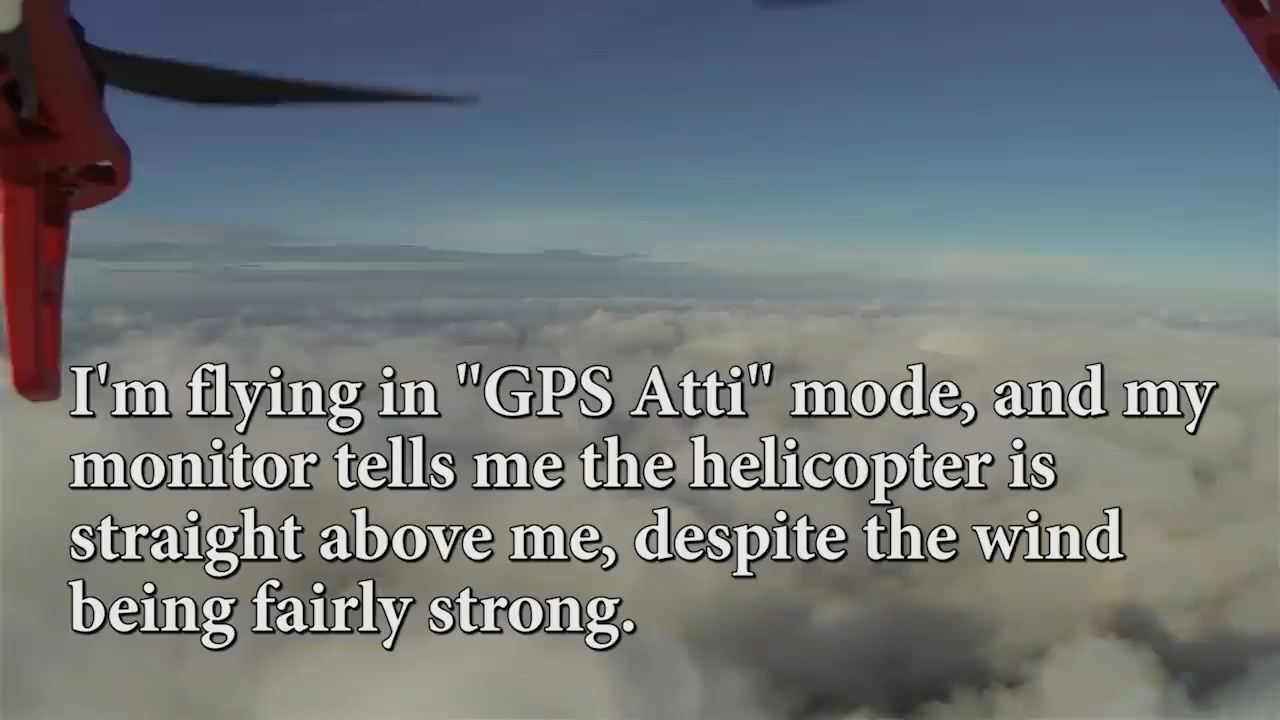 I'm flying in "GPS Atti" mode, and my
monitor tells me the helicopter is
straight above me, despite the wind
being fairly strong.